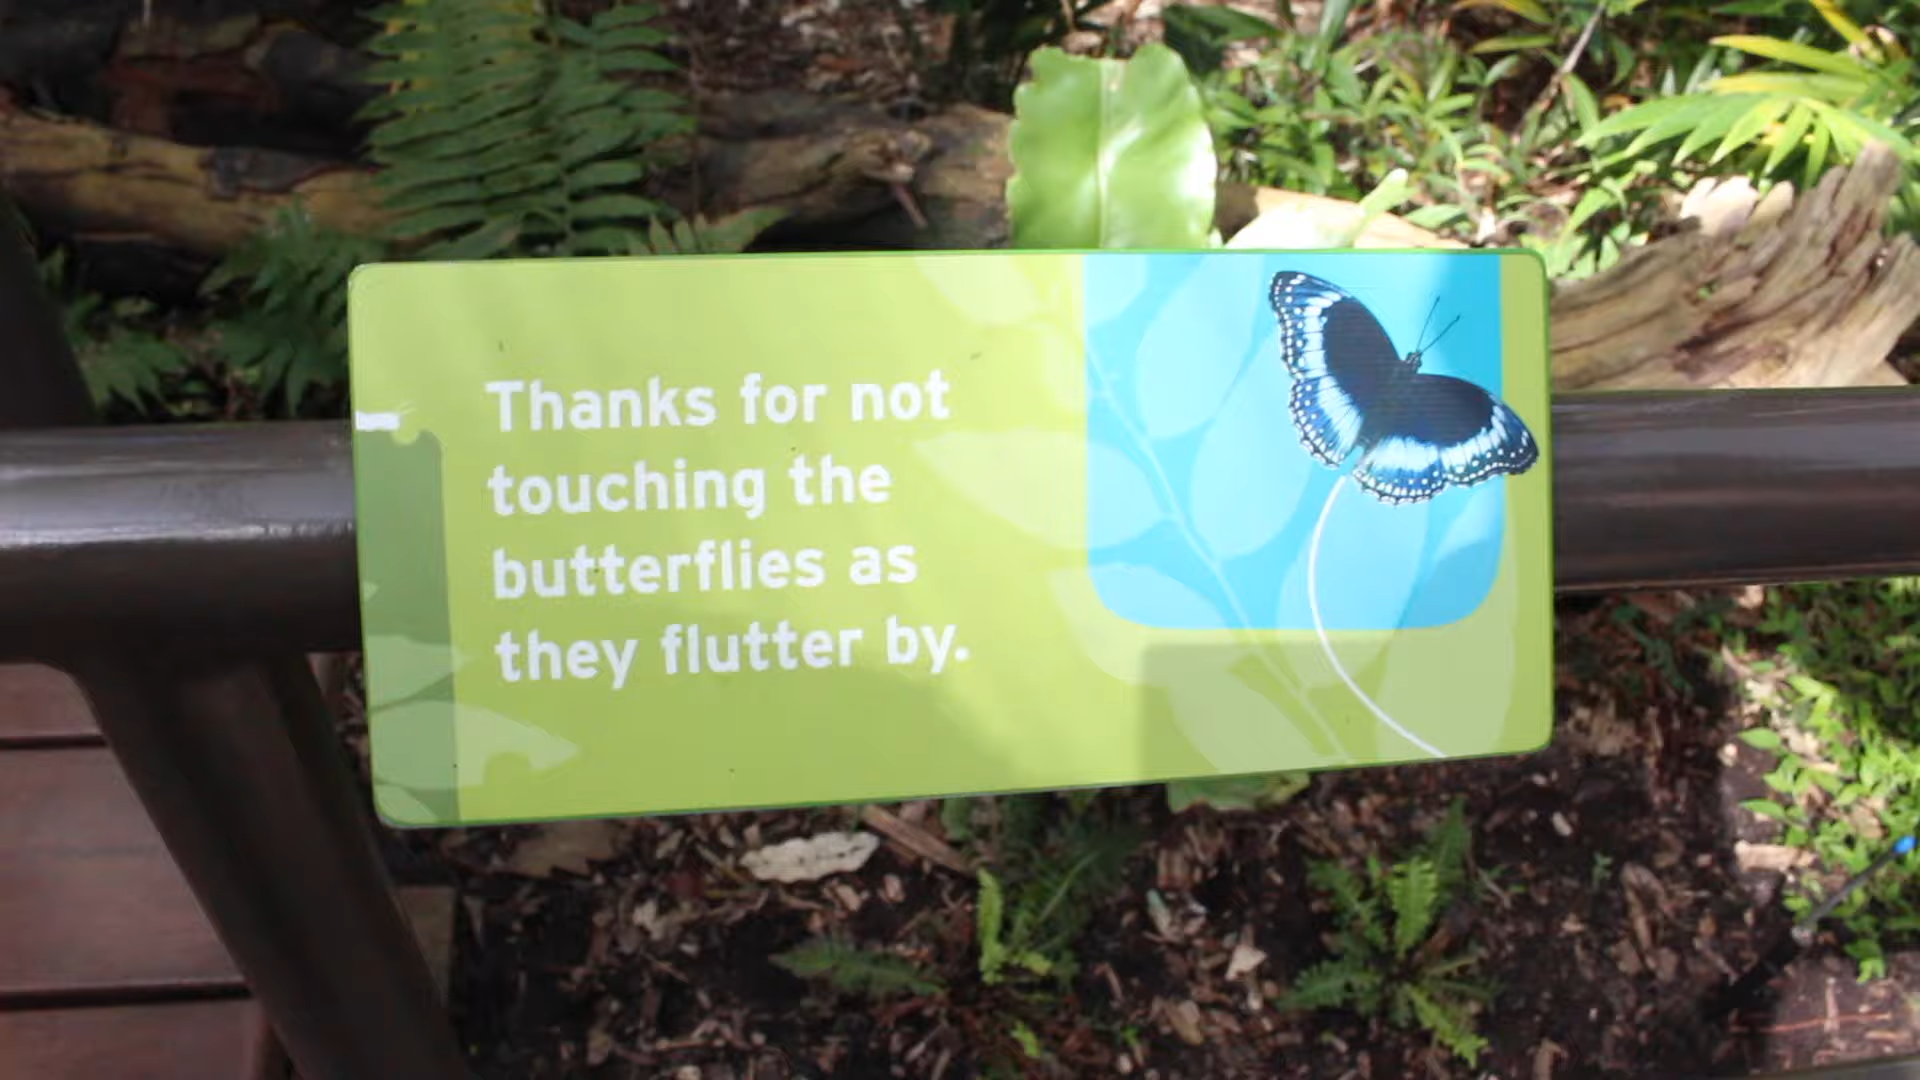 Thanks for not
touching the
butterflies as
they flutter by.